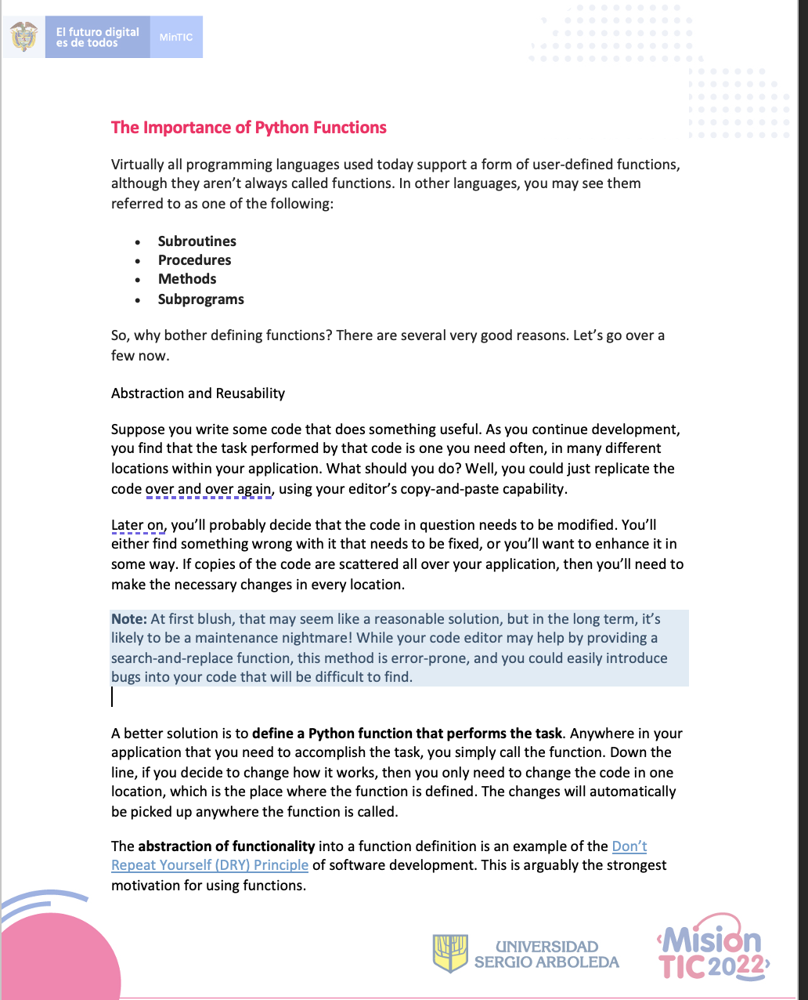 El futuro digital
es de todos
MinTIC
The Importance of Python Functions
Virtually all programming languages used today support a form of user-defined functions,
although they aren’t always called functions. In other languages, you may see them
referred to as one of the following:
• Subroutines
• Procedures
• Methods
• Subprograms
So, why bother defining functions? There are several very good reasons. Let’s go over a
few now.
Abstraction and Reusability
Suppose you write some code that does something useful. As you continue development,
you find that the task performed by that code is one you need often, in many different
locations within your application. What should you do? Well, you could just replicate the
code over and over again, using your editor’s copy-and-paste capability.
Later on, you’ll probably decide that the code in question needs to be modified. You’ll
either find something wrong with it that needs to be fixed, or you’ll want to enhance it in
some way. If copies of the code are scattered all over your application, then you’ll need to
make the necessary changes in every location.
Note: At first blush, that may seem like a reasonable solution, but in the long term, it’s
likely to be a maintenance nightmare! While your code editor may help by providing a
search-and-replace function, this method is error-prone, and you could easily introduce
bugs into your code that will be difficult to find.
A better solution is to define a Python function that performs the task. Anywhere in your
application that you need to accomplish the task, you simply call the function. Down the
line, if you decide to change how it works, then you only need to change the code in one
location, which is the place where the function is defined. The changes will automatically
be picked up anywhere the function is called.
The abstraction of functionality into a function definition is an example of the Don’t
Repeat Yourself (DRY) Principle of software development. This is arguably the strongest
motivation for using functions.
UNIVERSIDAD
SERGIO ARBOLEDA
‹Misión
TIC 2022›